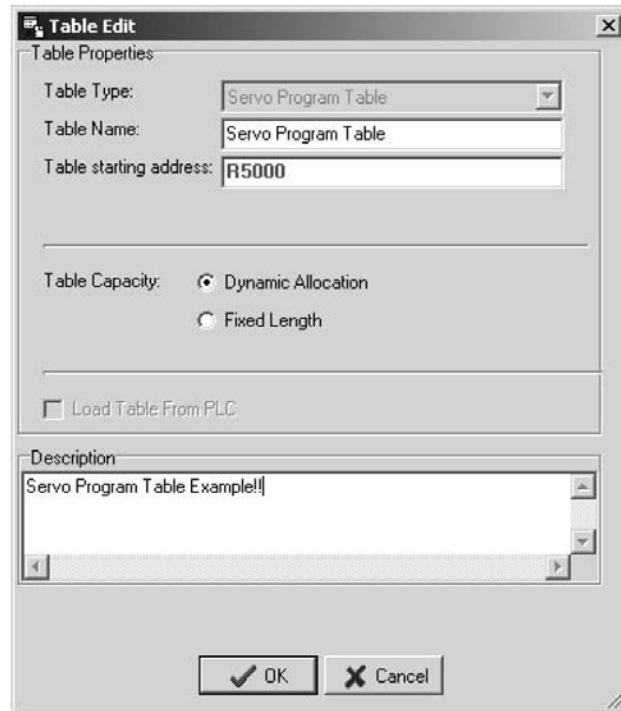 Table Edit
Table Properties
Table Type: Servo Program Table
Table Name: Servo Program Table
Table starting address: R5000
Table Capacity: Dynamic Allocation
Fixed Length
Load Table From PLC
Description
Servo Program Table Example!!
OK Cancel